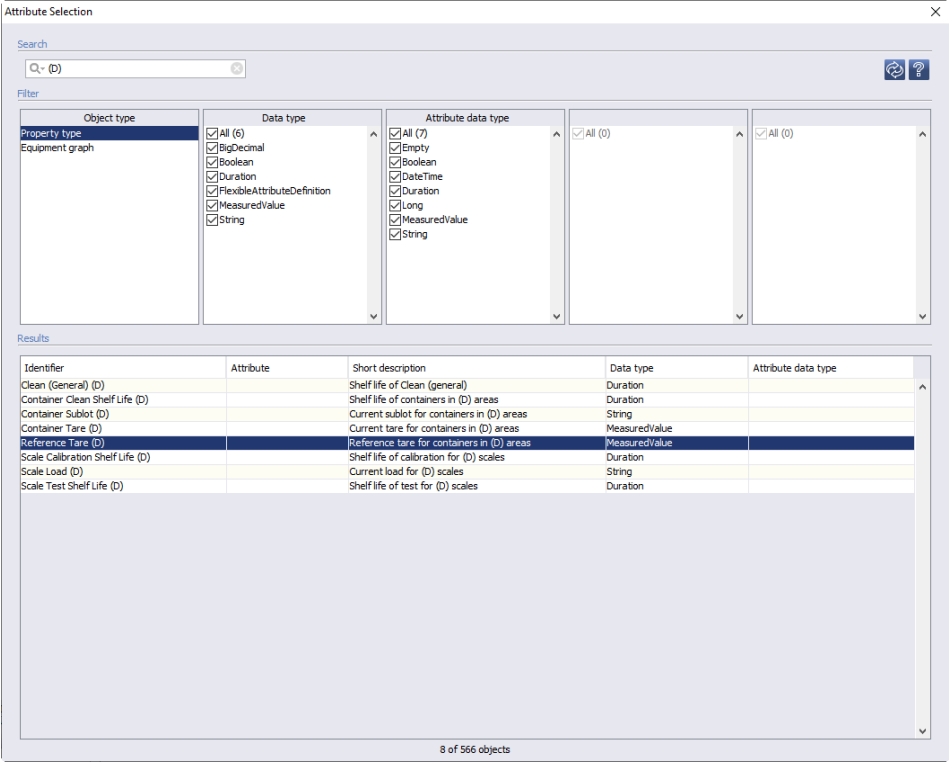 Attribute Selection
Search
(D)
Filter
Object type
Property type
Equipment graph
Data type
All (6)
BigDecimal
Boolean
Duration
FlexibleAttributeDefinition
MeasuredValue
String
Attribute data type
All (7)
Empty
Boolean
DateTime
Duration
Long
MeasuredValue
String
All (0)
All (0)
Results
Identifier Attribute Short description Data type Attribute data type
Clean (General) (D) Shelf life of Clean (general) Duration
Container Clean Shelf Life (D) Shelf life of containers in (D) areas Duration
Container Sublot (D) Current sublot for containers in (D) areas String
Container Tare (D) Current tare for containers in (D) areas MeasuredValue
Reference Tare (D) Reference tare for containers in (D) areas MeasuredValue
Scale Calibration Shelf Life (D) Shelf life of calibration for (D) scales Duration
Scale Load (D) Current load for (D) scales String
Scale Test Shelf Life (D) Shelf life of test for (D) scales Duration
8 of 566 objects